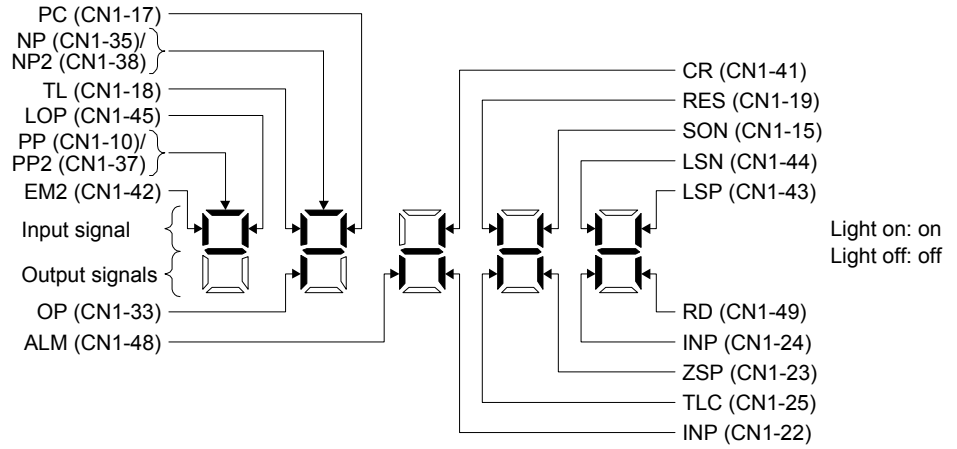 PC (CN1-17)
NP (CN1-35)/
NP2 (CN1-38)
TL (CN1-18)
LOP (CN1-45)
PP (CN1-10)/
PP2 (CN1-37)
EM2 (CN1-42)
Input signal
Output signals
OP (CN1-33)
ALM (CN1-48)
CR (CN1-41)
RES (CN1-19)
SON (CN1-15)
LSN (CN1-44)
LSP (CN1-43)
RD (CN1-49)
INP (CN1-24)
ZSP (CN1-23)
TLC (CN1-25)
INP (CN1-22)
Light on: on
Light off: off